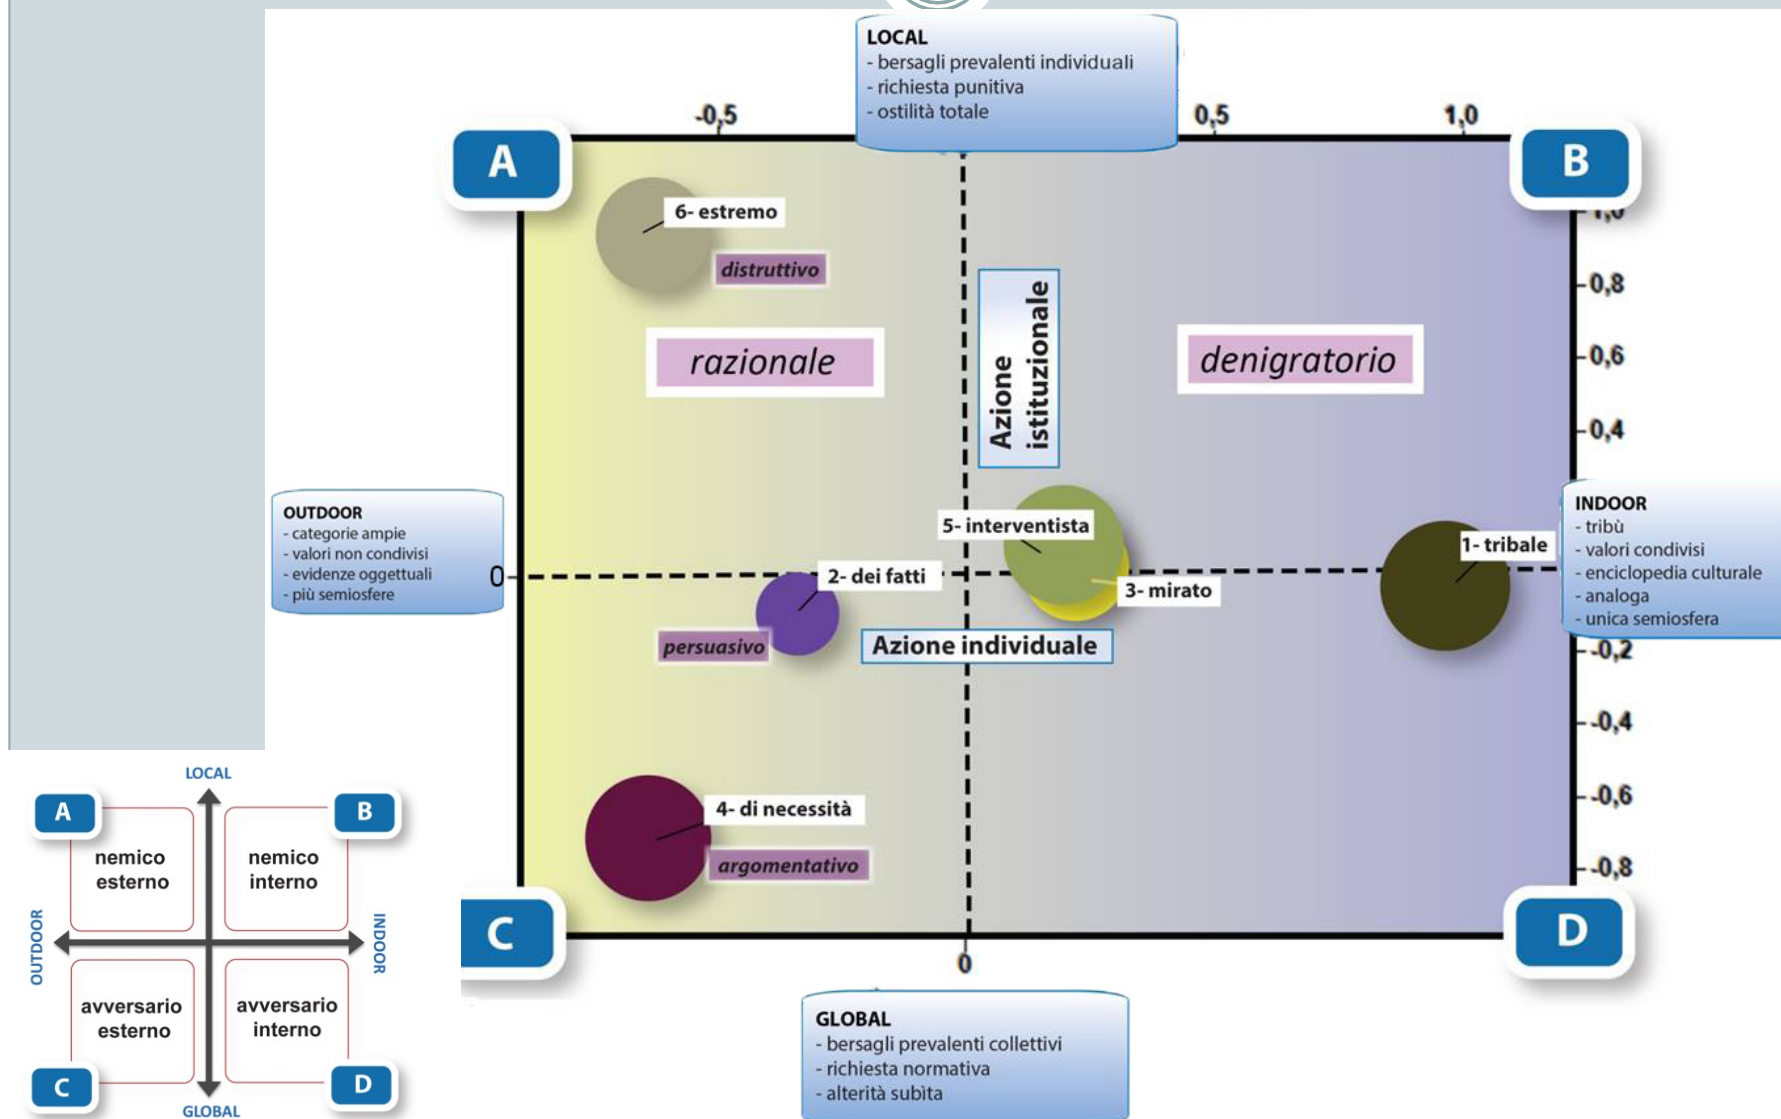 LOCAL
- bersagli prevalenti individuali
- richiesta punitiva
- ostilità totale
-0,5
0,5
1,0
A
B
6- estremo
distruttivo
1,0
0,8
0,6
0,4
razionale
Azione
istituzionale
denigratorio
OUTDOOR
- categorie ampie
- valori non condivisi
- evidenze oggettuali
- più semiosfere
0
5- interventista
2- dei fatti
3- mirato
1- tribale
INDOOR
- tribù
- valori condivisi
- enciclopedia culturale
- analoga
- unica semiosfera
persuasivo
Azione individuale
-0,2
-0,4
-0,6
-0,8
4- di necessità
argomentativo
C
D
0
GLOBAL
- bersagli prevalenti collettivi
- richiesta normativa
- alterità subìta
LOCAL
A
B
nemico
esterno
nemico
interno
OUTDOOR
INDOOR
avversario
esterno
avversario
interno
C
D
GLOBAL